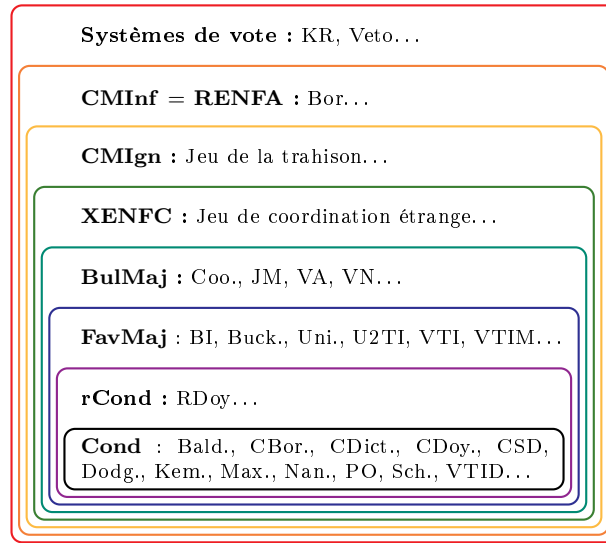 Systèmes de vote : KR, Veto...
CMInf = RENFA : Bor...
CMIgn : Jeu de la trahison...
XENFC : Jeu de coordination étrange...
BulMaj : Coo., JM, VA, VN...
FavMaj : BI, Buck., Uni., U2TI, VTI, VTIM...
rCond : RDoy...
Cond : Bald., CBor., CDict., CDoy., CSD,
Dodg., Kem., Max., Nan., PO, Sch., VTID...